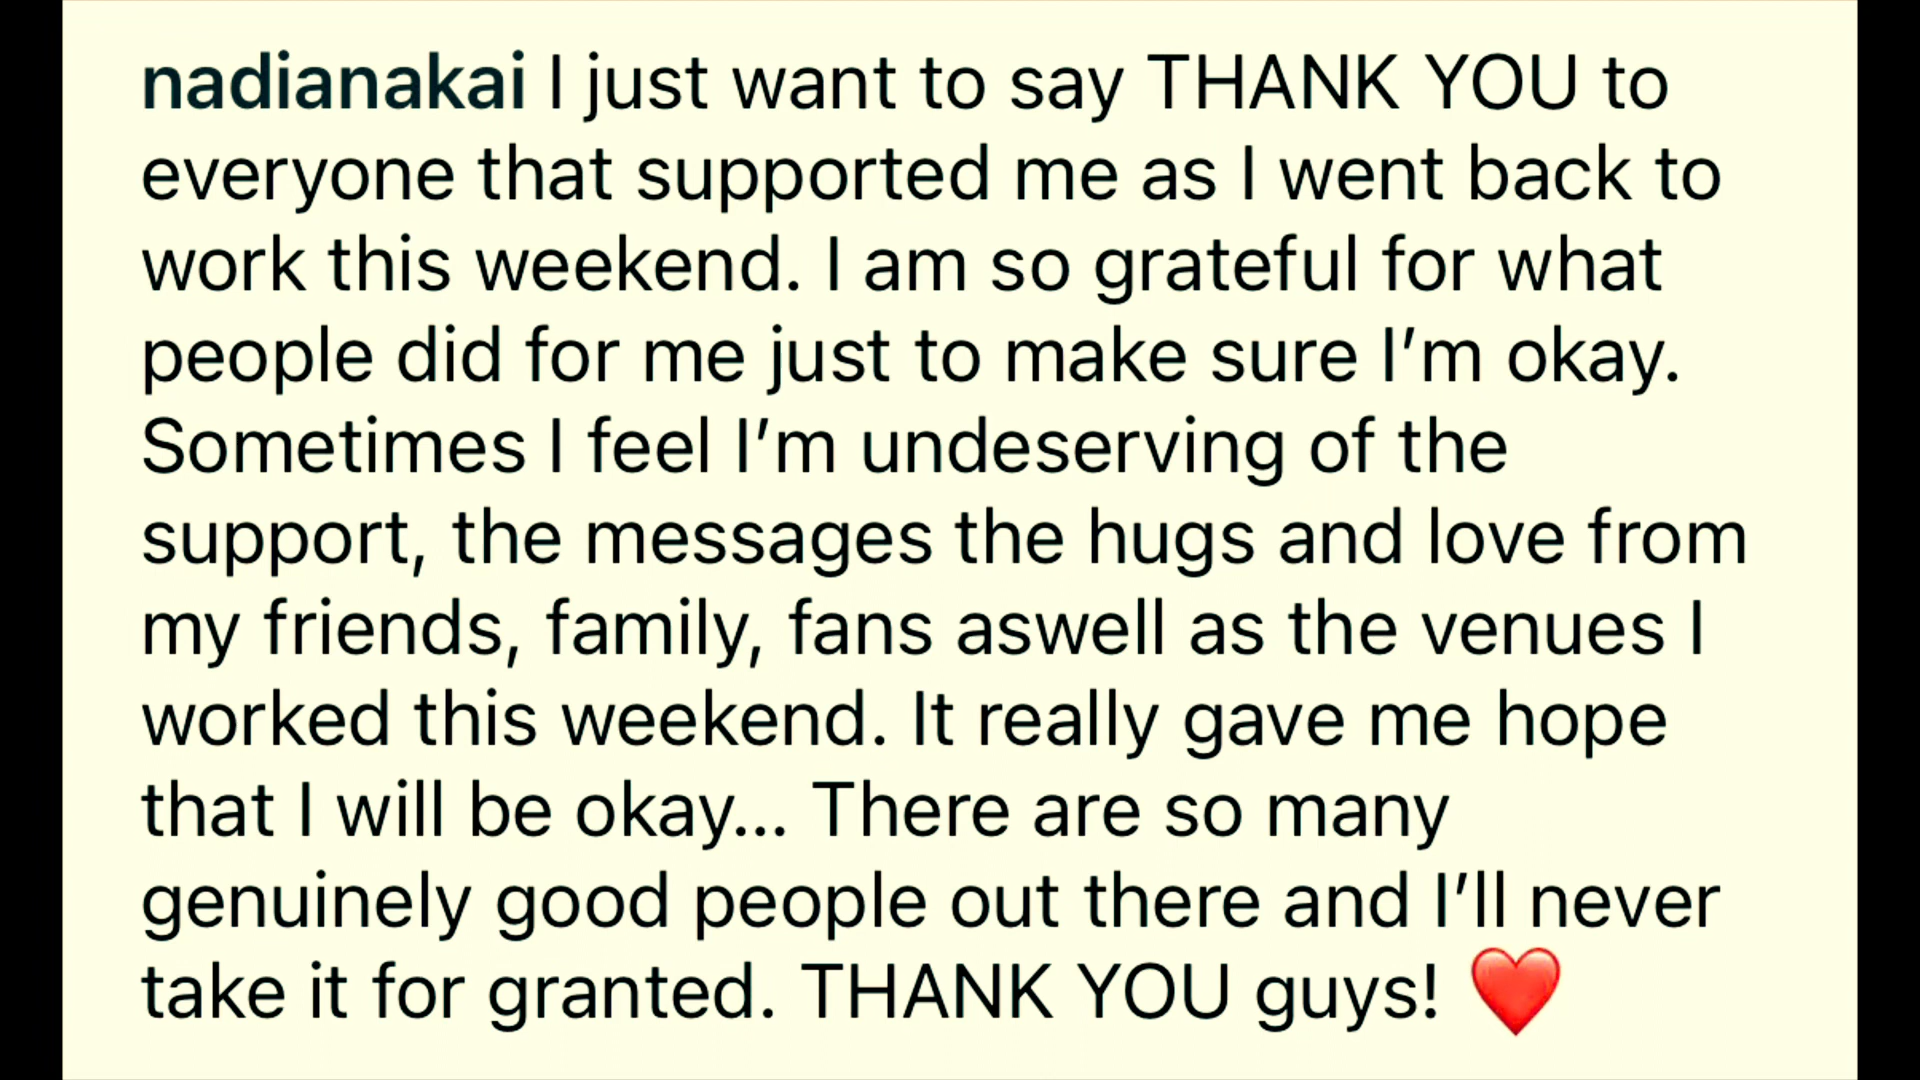 nadianakai I just want to say THANK YOU to
everyone that supported me as I went back to
work this weekend. I am so grateful for what
people did for me just to make sure I’m okay.
Sometimes I feel I’m undeserving of the
support, the messages the hugs and love from
my friends, family, fans aswell as the venues I
worked this weekend. It really gave me hope
that I will be okay... There are so many
genuinely good people out there and I’ll never
take it for granted. THANK YOU guys! ❤️